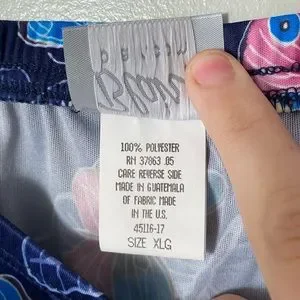 Blair
100% POLYESTER
RN 37863 05
CARE REVERSE SIDE
MADE IN GUATEMALA
OF FABRIC MADE
IN THE U.S.
45116-17
SIZE XLG